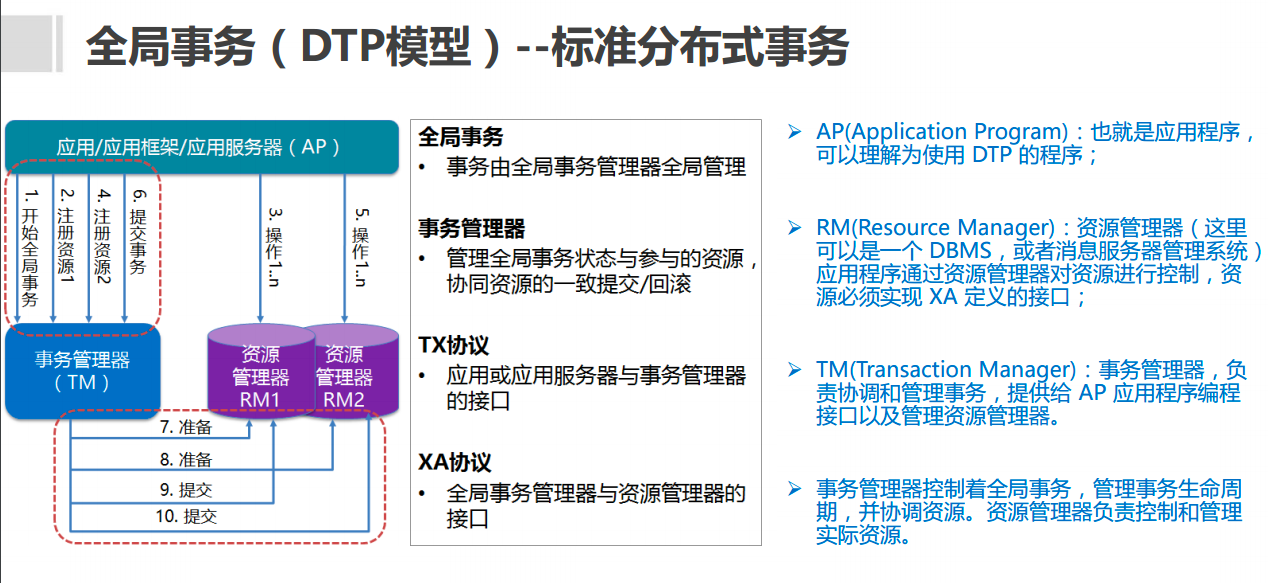 全局事务（DTP模型）--标准分布式事务
应用/应用框架/应用服务器（AP）
1. 开始全局事务
2. 注册资源1
4. 注册资源2
6. 提交事务
3. 操作1..n
5. 操作1..n
事务管理器
（TM）
资源
管理器
RM1
资源
管理器
RM2
7. 准备
8. 准备
9. 提交
10. 提交
全局事务
• 事务由全局事务管理器全局管理
事务管理器
• 管理全局事务状态与参与的资源，
协同资源的一致提交/回滚
TX协议
• 应用或应用服务器与事务管理器
的接口
XA协议
• 全局事务管理器与资源管理器的
接口
➢ AP(Application Program)：也就是应用程序，
可以理解为使用 DTP 的程序；
➢ RM(Resource Manager)：资源管理器（这里
可以是一个 DBMS，或者消息服务器管理系统）
应用程序通过资源管理器对资源进行控制，资
源必须实现 XA 定义的接口；
➢ TM(Transaction Manager)：事务管理器，负
责协调和管理事务，提供给 AP 应用程序编程
接口以及管理资源管理器。
➢ 事务管理器控制着全局事务，管理事务生命周
期，并协调资源。资源管理器负责控制和管理
实际资源。